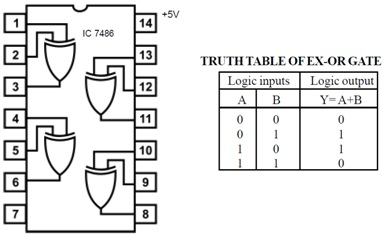 1
2
3
4
5
6
7
IC 7486
14
13
12
11
10
9
8
+5V
TRUTH TABLE OF EX-OR GATE
Logic inputs Logic output
A B Y=A+B
0 0 0
0 1 1
1 0 1
1 1 0